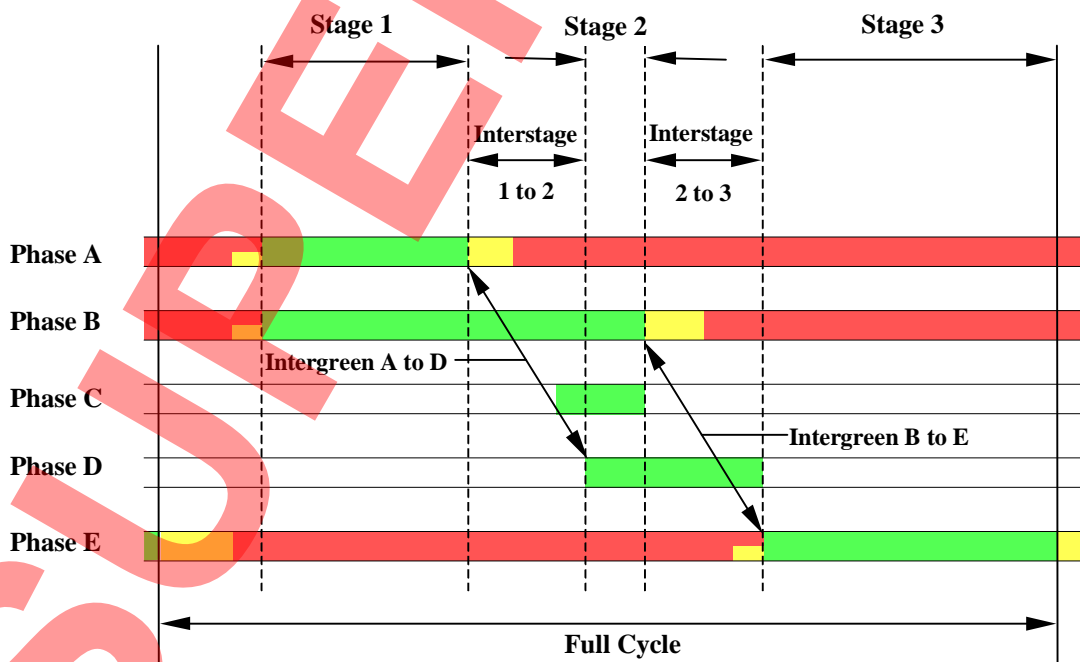 Stage 1
Stage 2
Stage 3
Interstage
1 to 2
Interstage
2 to 3
Phase A
Phase B
Intergreen A to D
Phase C
Intergreen B to E
Phase D
Phase E
Full Cycle
SUPE